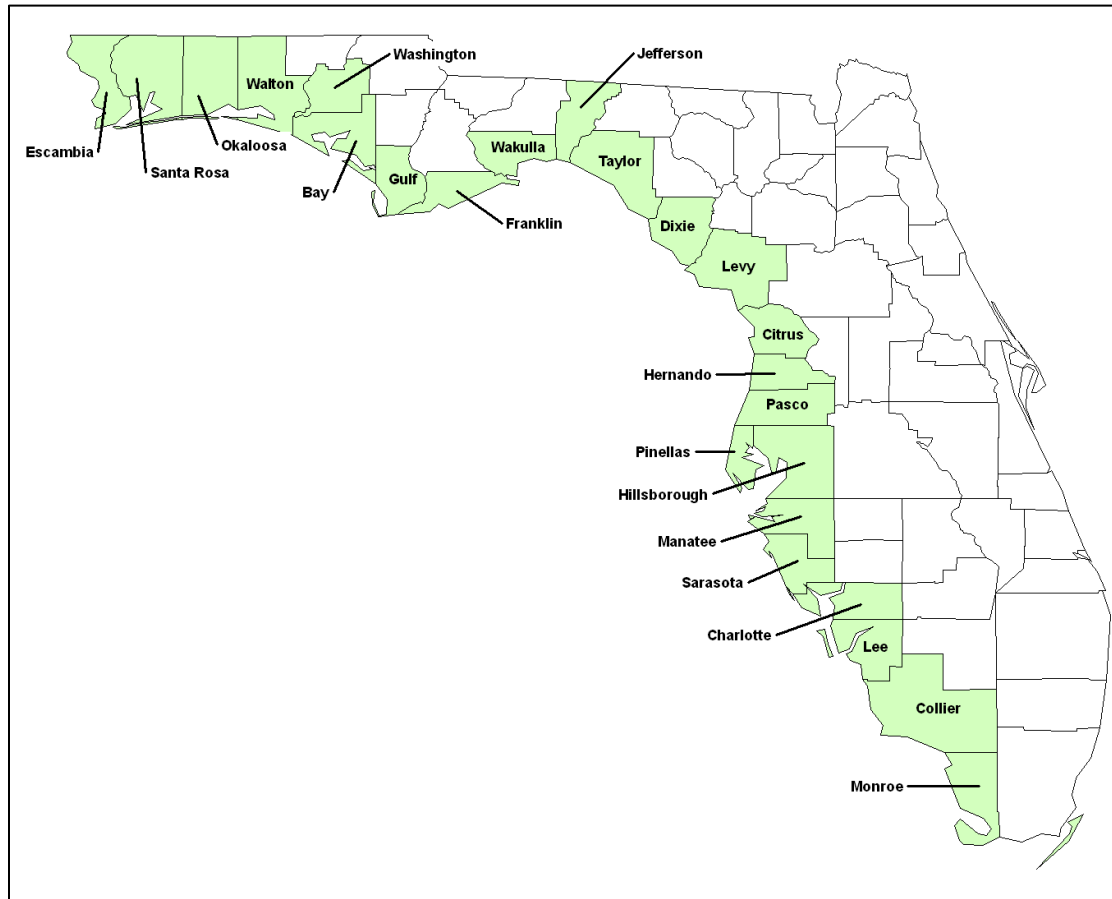 Washington
Jefferson
Walton
Okaloosa
Escambia
Wakulla
Santa Rosa
Taylor
Gulf
Bay
Franklin
Dixie
Levy
Citrus
Hernando
Pasco
Pinellas
Hillsborough
Manatee
Sarasota
Charlotte
Lee
Collier
Monroe